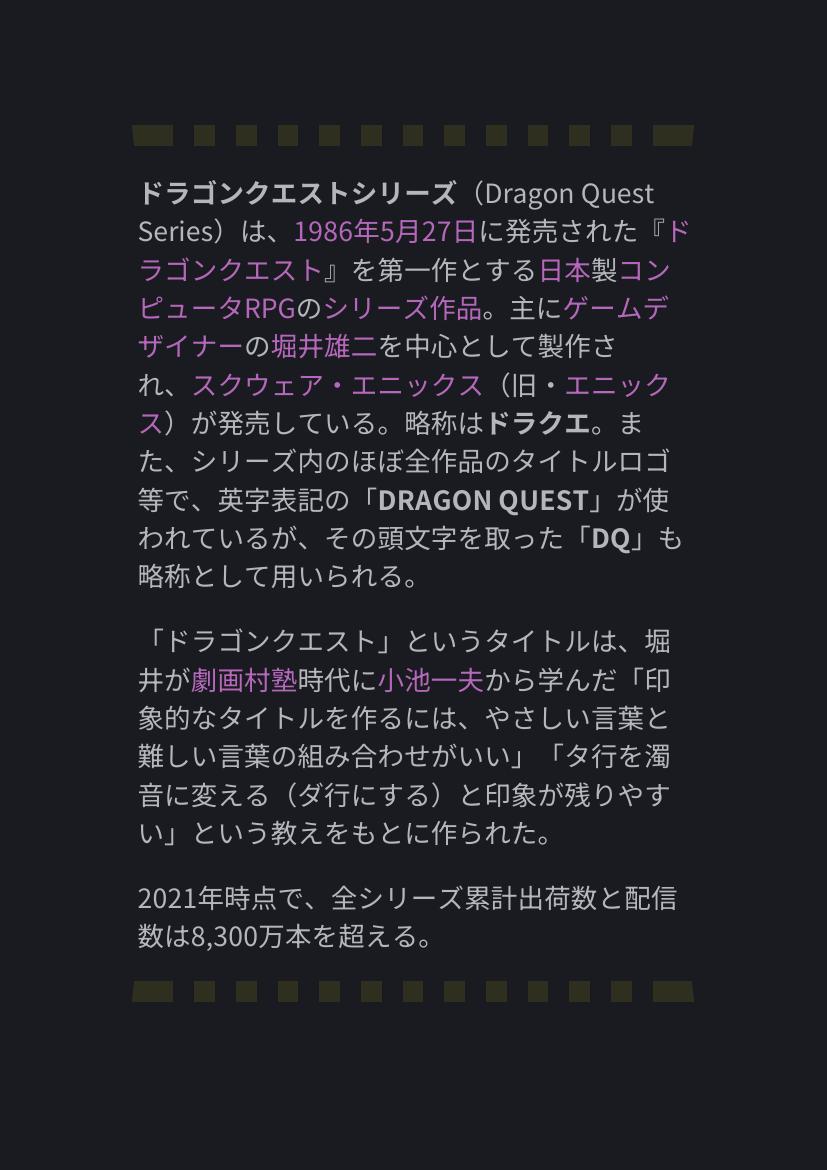 ドラゴンクエストシリーズ（Dragon Quest
Series）は、1986年5月27日に発売された『ド
ラゴンクエスト』を第一作とする日本製コン
ピュータRPGのシリーズ作品。主にゲームデ
ザイナーの堀井雄二を中心として製作さ
れ、スクウェア・エニックス（旧・エニック
ス）が発売している。略称はドラクエ。ま
た、シリーズ内のほぼ全作品のタイトルロゴ
等で、英字表記の「DRAGON QUEST」が使
われているが、その頭文字を取った「DQ」も
略称として用いられる。
「ドラゴンクエスト」というタイトルは、堀
井が劇画村塾時代に小池一夫から学んだ「印
象的なタイトルを作るには、やさしい言葉と
難しい言葉の組み合わせがいい」「タ行を濁
音に変える（ダ行にする）と印象が残りやす
い」という教えをもとに作られた。
2021年時点で、全シリーズ累計出荷数と配信
数は8,300万本を超える。